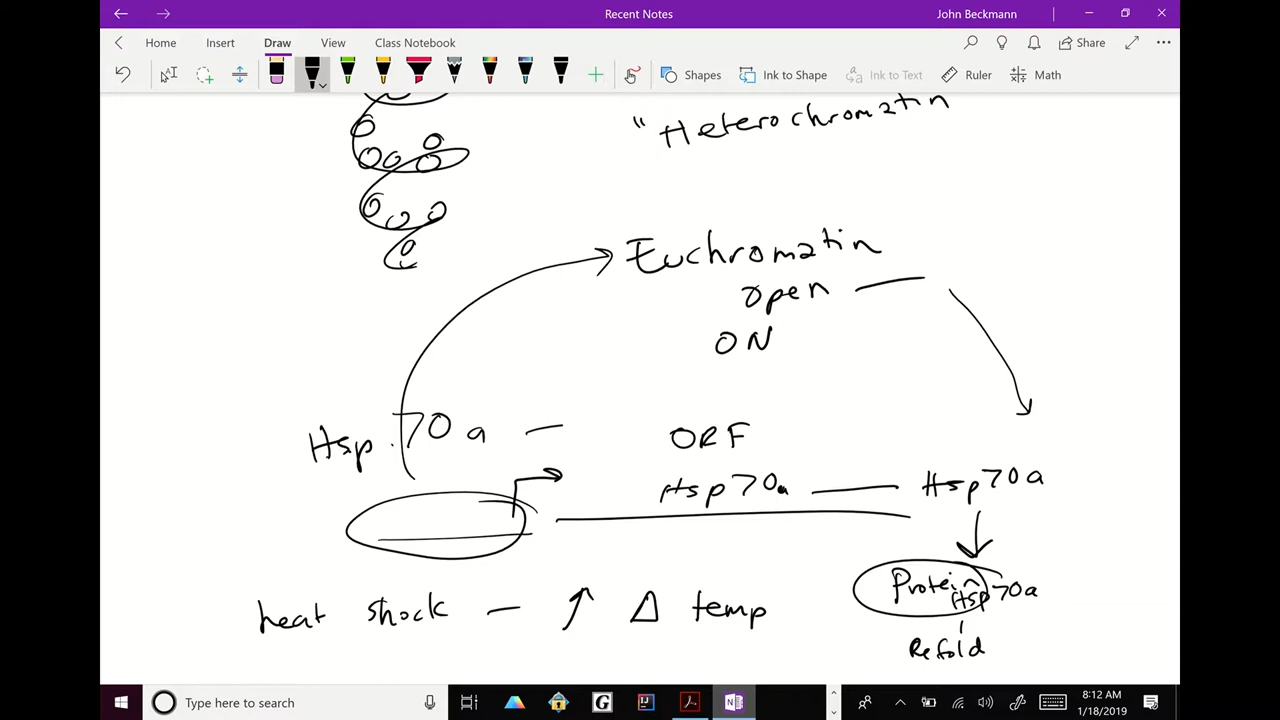 Recent Notes
John Beckmann
Home Insert Draw View Class Notebook
Share
Shapes Ink to Shape Ink to Text Ruler Math
"Heterochromatin
Euchromatin
open —
ON
Hsp 70a — ORF
Hsp70a — Hsp70a
Protein Hsp70a
heat shock — ↑ Δ temp
Refold
Type here to search
8:12 AM
1/18/2019